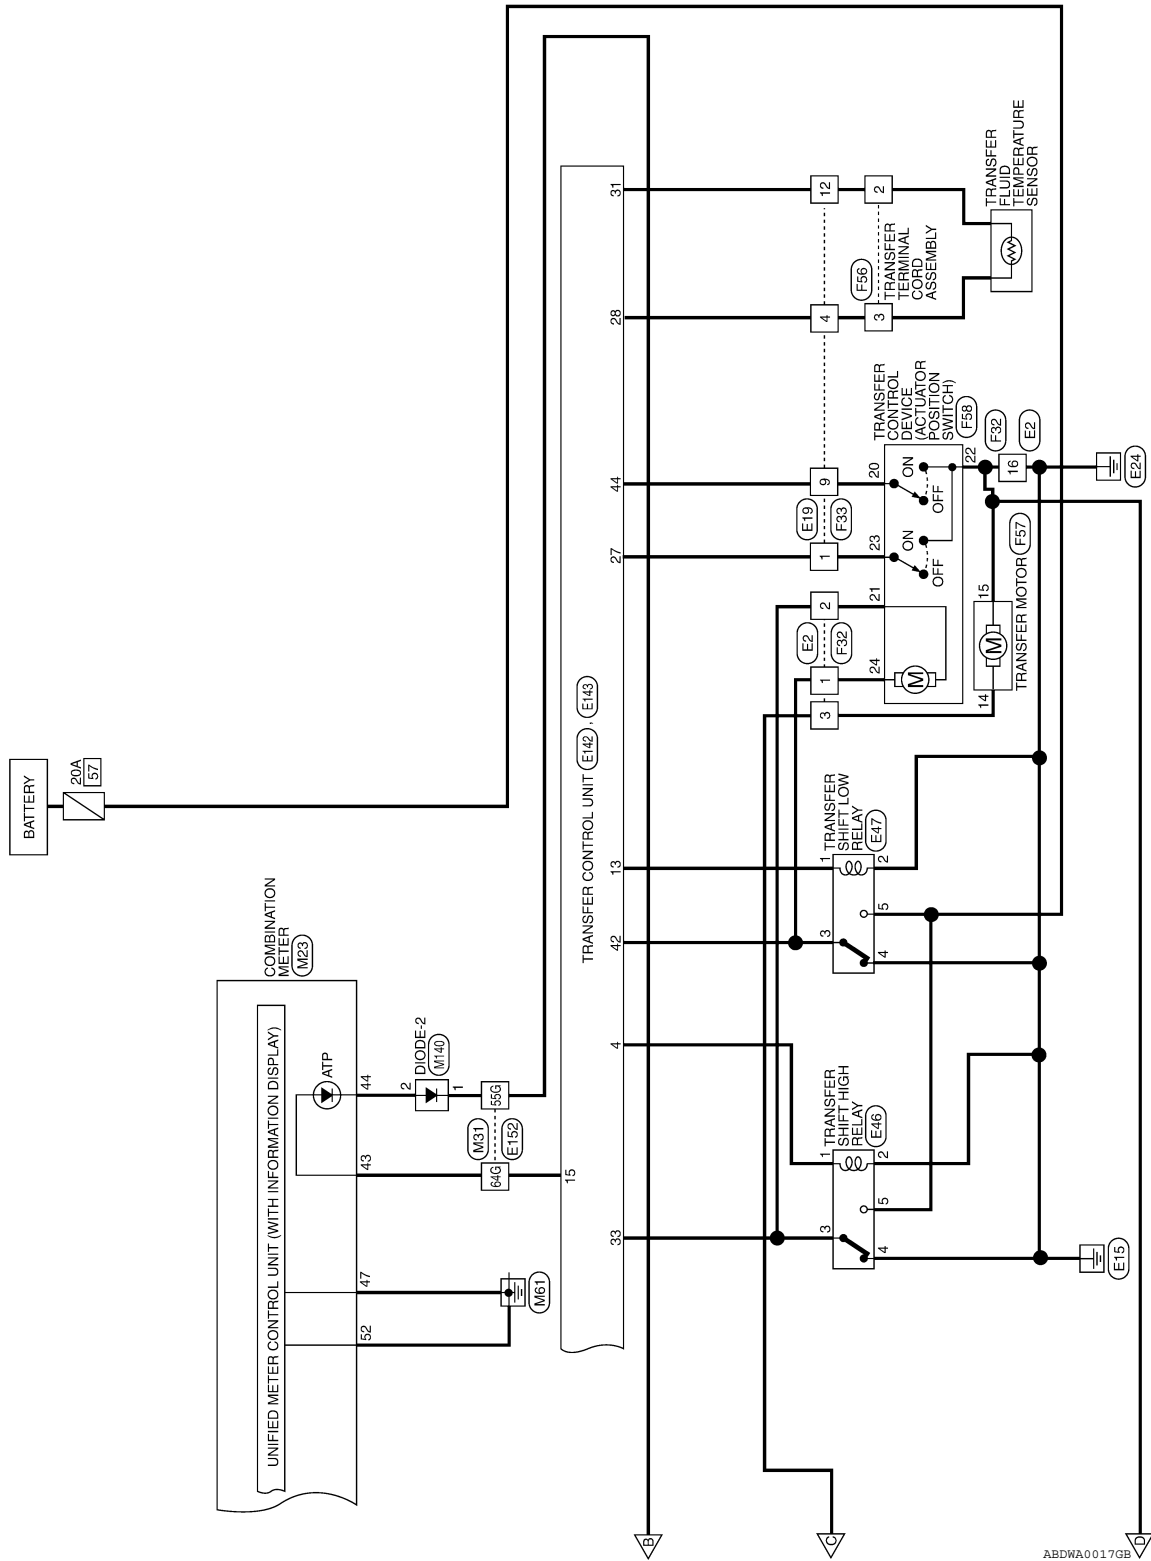 BATTERY
20A
57
COMBINATION
METER
M23
UNIFIED METER CONTROL UNIT (WITH INFORMATION DISPLAY)
ATP
52
47
43
44
2
DIODE-2
M140
1
M61
64G
M31
E152
55G
15
TRANSFER CONTROL UNIT E142 , E143
33
4
42
13
27
44
28
31
B
3
E2
F32
1
2
1
E19
F33
9
4
12
3
F56
2
TRANSFER
TERMINAL
CORD
ASSEMBLY
TRANSFER
FLUID
TEMPERATURE
SENSOR
TRANSFER
SHIFT HIGH
RELAY
E46
3
1
4
5
2
TRANSFER
SHIFT LOW
RELAY
E47
3
1
4
5
2
24
21
23
20
M
OFF
ON
OFF
ON
22
TRANSFER
CONTROL
DEVICE
(ACTUATOR
POSITION
SWITCH)
F58
14
M
15
TRANSFER MOTOR F57
F32
16
E2
E24
E15
C
D
ABDWA0017GB